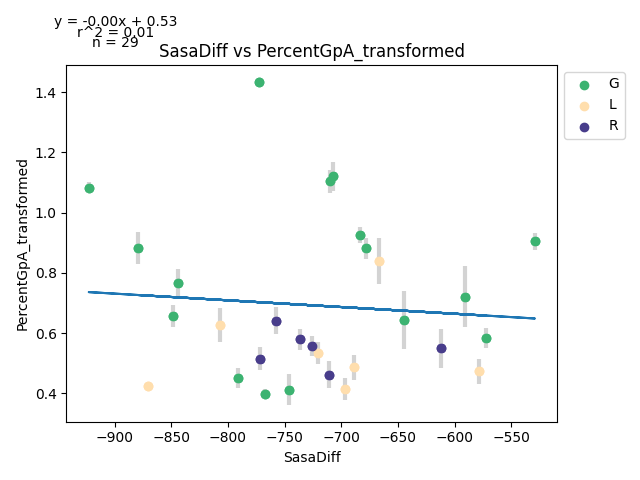 y = -0.00x + 0.53
r^2 = 0.01
n = 29
SasaDiff vs PercentGpA_transformed
G
L
R
PercentGpA_transformed
1.4
1.2
1.0
0.8
0.6
0.4
−900 −850 −800 −750 −700 −650 −600 −550
SasaDiff